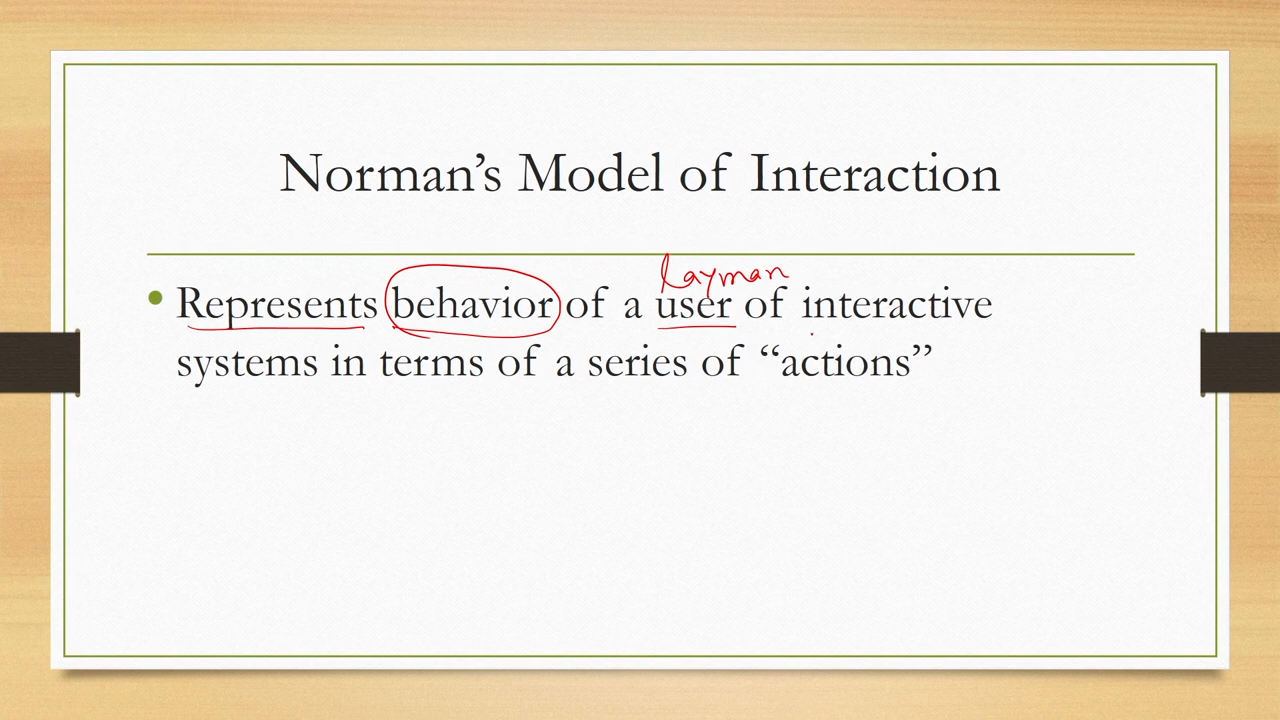 Norman’s Model of Interaction
layman
• Represents behavior of a user of interactive
systems in terms of a series of “actions”